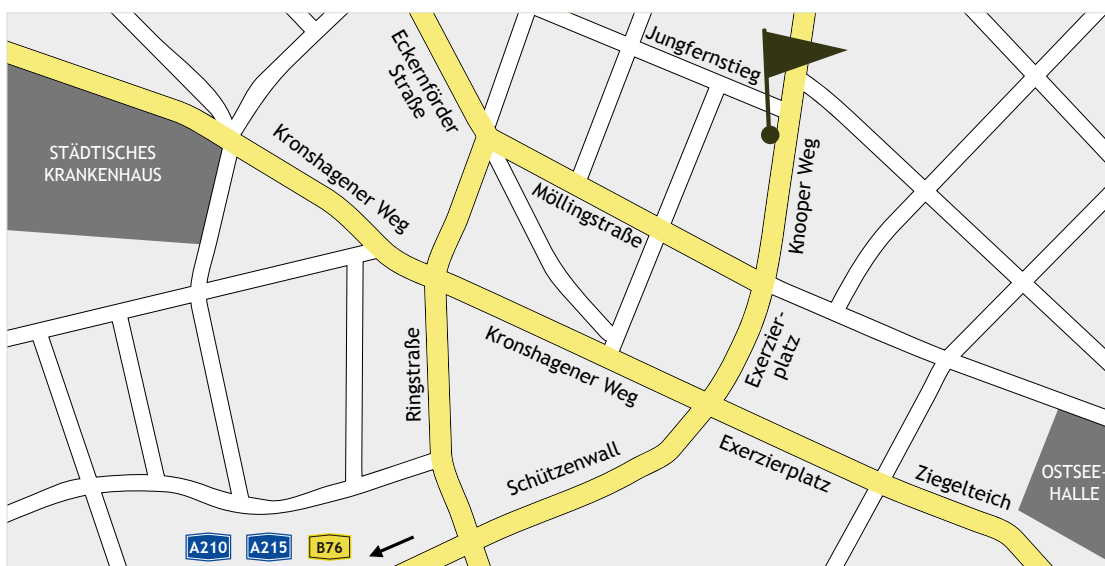 Eckernförder
Straße
Jungfernstieg
STÄDTISCHES
KRANKENHAUS
Kronshagener Weg
Möllingstraße
Knooper Weg
Ringstraße
Kronshagener Weg
Exerzier-
platz
Schützenwall
Exerzierplatz
Ziegelteich
OSTSEE-
HALLE
A210
A215
B76